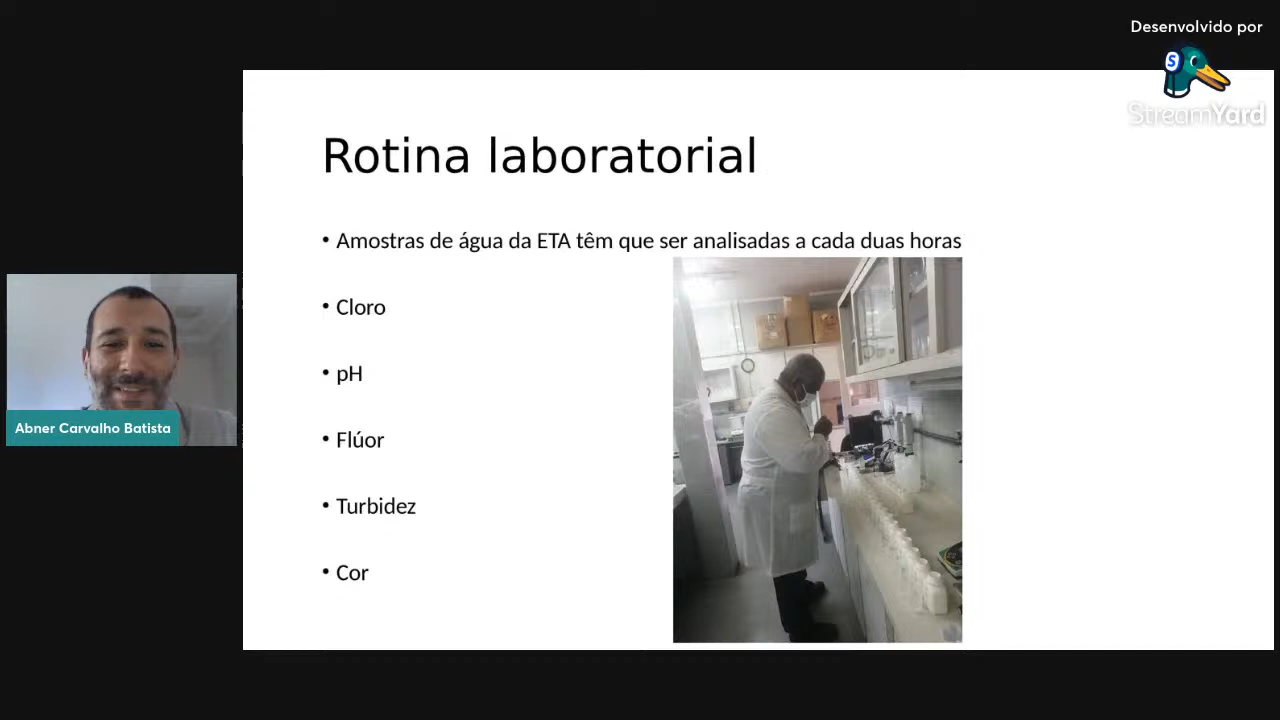 Desenvolvido por
StreamYard
Rotina laboratorial
• Amostras de água da ETA têm que ser analisadas a cada duas horas
• Cloro
• pH
• Flúor
• Turbidez
• Cor
Abner Carvalho Batista